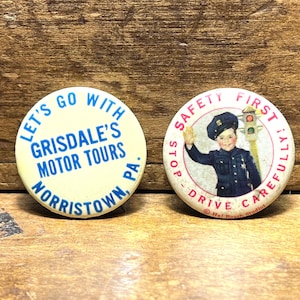 LET'S GO WITH
GRISDALE'S
MOTOR TOURS
NORRISTOWN PA.
SAFETY FIRST
STOP - DRIVE CAREFULLY!